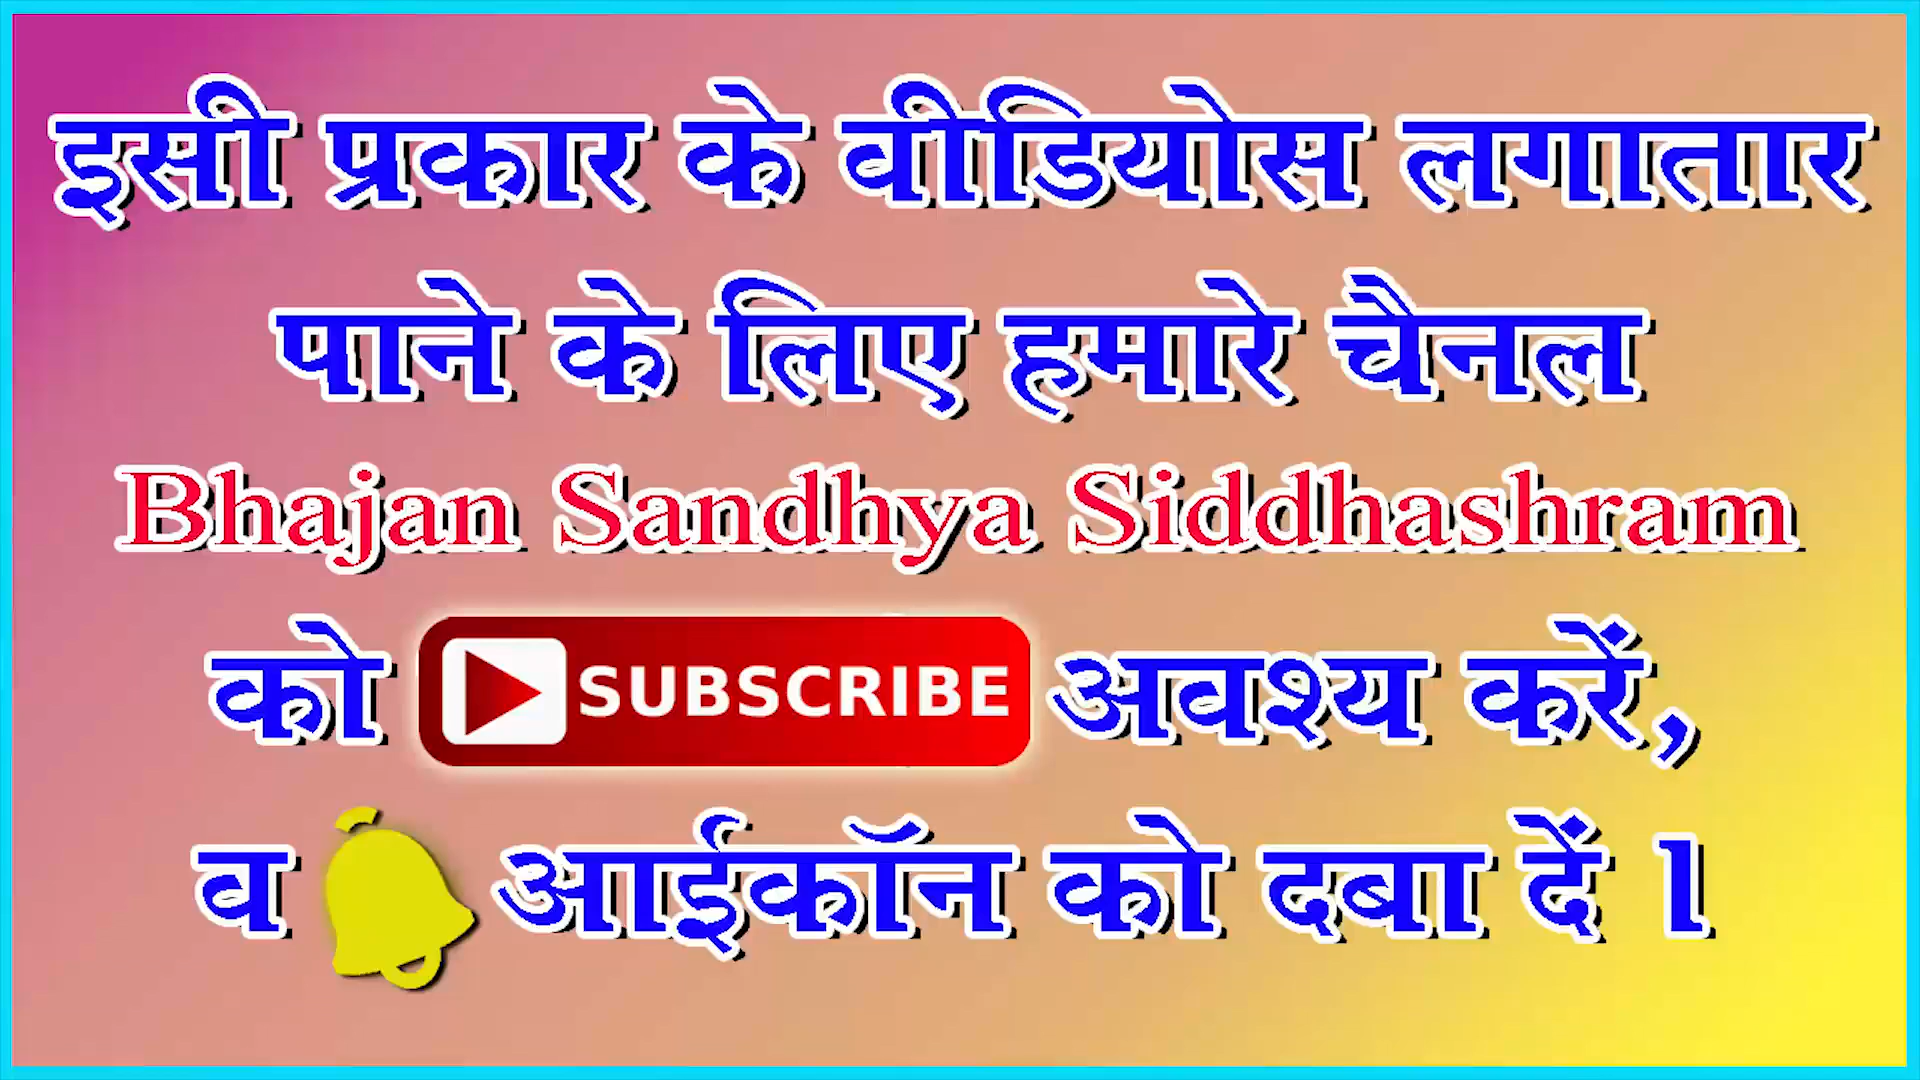 इसी प्रकार के वीडियोस लगातार
पाने के लिए हमारे चैनल
Bhajan Sandhya Siddhashram
को SUBSCRIBE अवश्य करें,
व आईकॉन को दबा दें ।